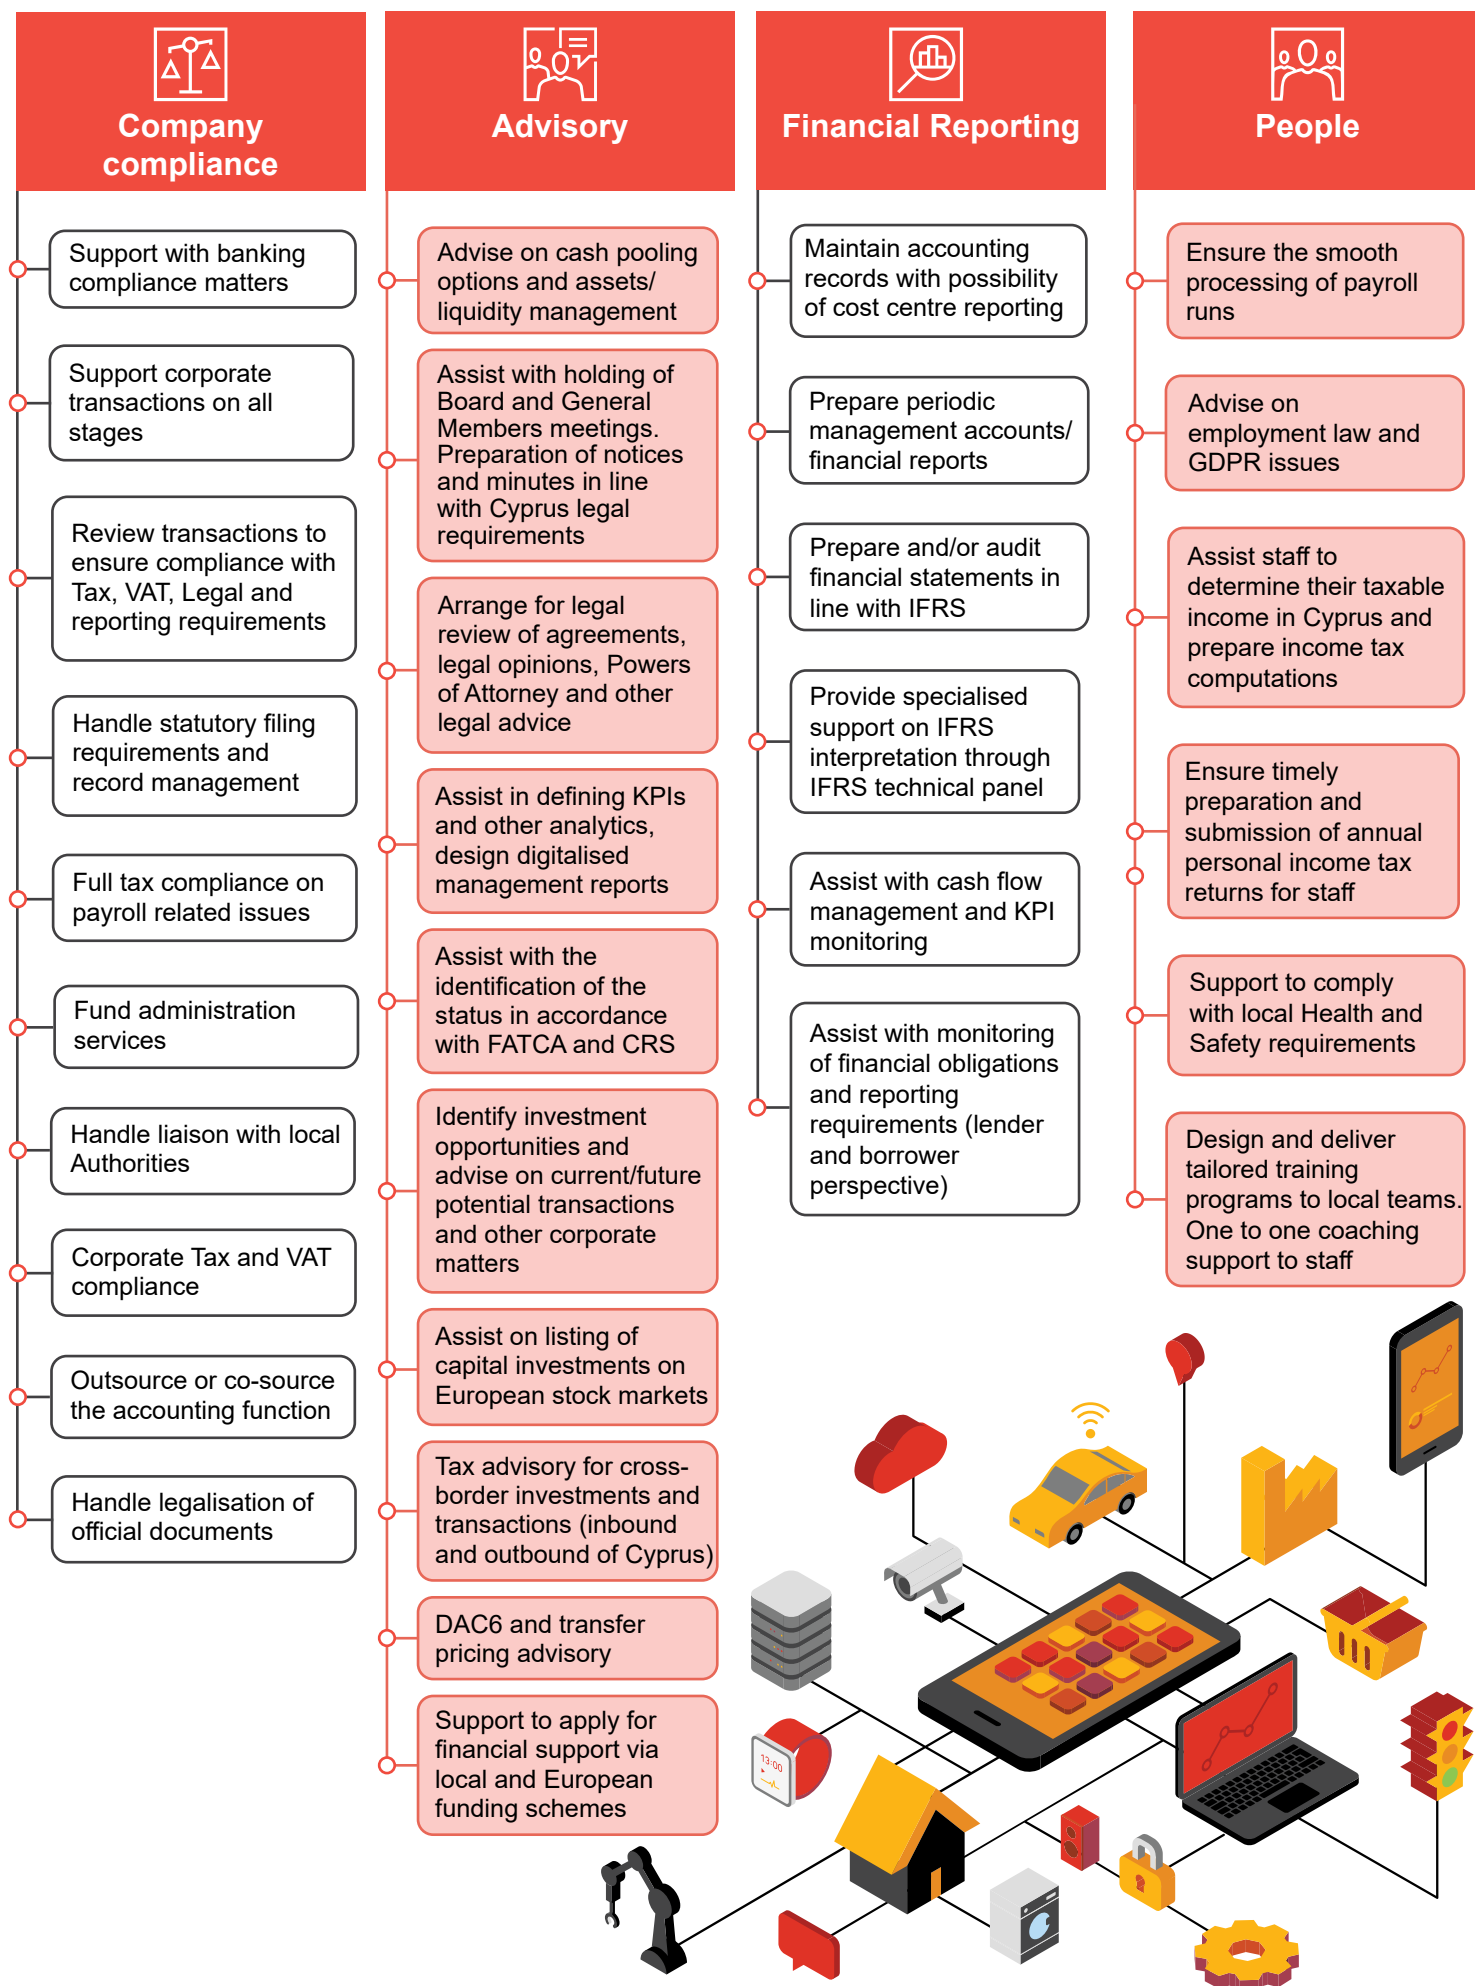 Company
compliance
Support with banking
compliance matters
Support corporate
transactions on all
stages
Review transactions to
ensure compliance with
Tax, VAT, Legal and
reporting requirements
Handle statutory filing
requirements and
record management
Full tax compliance on
payroll related issues
Fund administration
services
Handle liaison with local
Authorities
Corporate Tax and VAT
compliance
Outsource or co-source
the accounting function
Handle legalisation of
official documents
Advisory
Advise on cash pooling
options and assets/
liquidity management
Assist with holding of
Board and General
Members meetings.
Preparation of notices
and minutes in line
with Cyprus legal
requirements
Arrange for legal
review of agreements,
legal opinions, Powers
of Attorney and other
legal advice
Assist in defining KPIs
and other analytics,
design digitalised
management reports
Assist with the
identification of the
status in accordance
with FATCA and CRS
Identify investment
opportunities and
advise on current/future
potential transactions
and other corporate
matters
Assist on listing of
capital investments on
European stock markets
Tax advisory for cross-
border investments and
transactions (inbound
and outbound of Cyprus)
DAC6 and transfer
pricing advisory
Support to apply for
financial support via
local and European
funding schemes
Financial Reporting
Maintain accounting
records with possibility
of cost centre reporting
Prepare periodic
management accounts/
financial reports
Prepare and/or audit
financial statements in
line with IFRS
Provide specialised
support on IFRS
interpretation through
IFRS technical panel
Assist with cash flow
management and KPI
monitoring
Assist with monitoring
of financial obligations
and reporting
requirements (lender
and borrower
perspective)
People
Ensure the smooth
processing of payroll
runs
Advise on
employment law and
GDPR issues
Assist staff to
determine their taxable
income in Cyprus and
prepare income tax
computations
Ensure timely
preparation and
submission of annual
personal income tax
returns for staff
Support to comply
with local Health and
Safety requirements
Design and deliver
tailored training
programs to local teams.
One to one coaching
support to staff
13:00